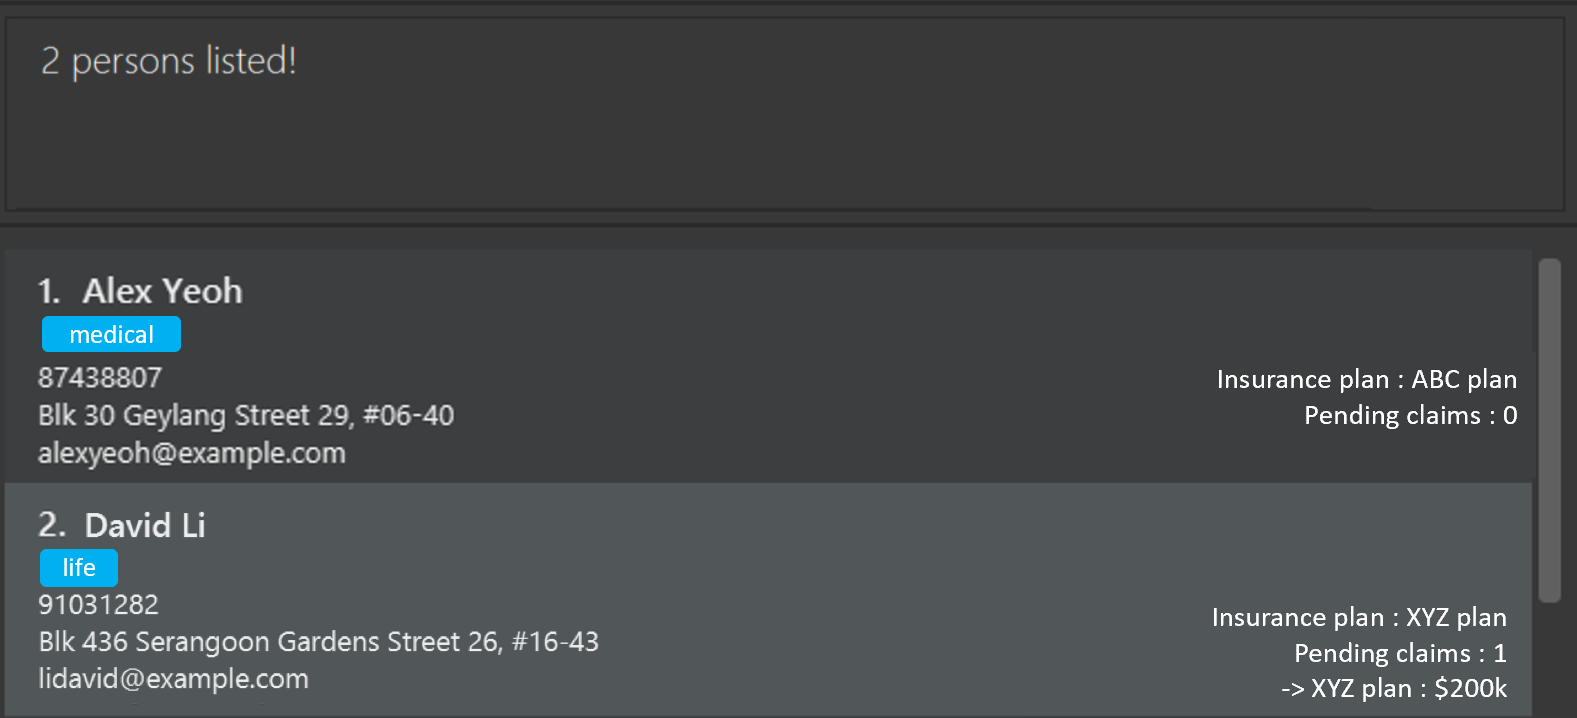 2 persons listed!
1. Alex Yeoh
medical
87438807
Blk 30 Geylang Street 29, #06-40
alexyeoh@example.com
Insurance plan : ABC plan
Pending claims : 0
2. David Li
life
91031282
Blk 436 Serangoon Gardens Street 26, #16-43
lidavid@example.com
Insurance plan : XYZ plan
Pending claims : 1
-> XYZ plan : $200k